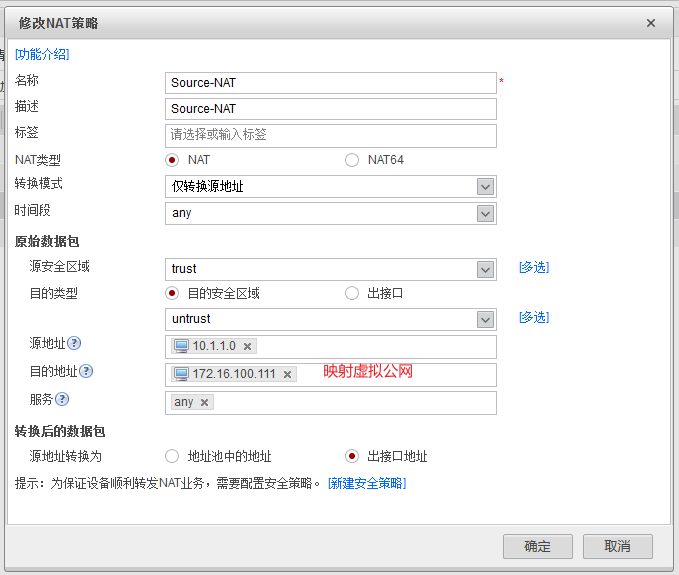 修改NAT策略
[功能介绍]
名称 Source-NAT *
描述 Source-NAT
标签 请选择或输入标签
NAT类型 NAT NAT64
转换模式 仅转换源地址
时间段 any
原始数据包
源安全区域 trust [多选]
目的类型 目的安全区域 出接口
untrust [多选]
源地址 10.1.1.0
目的地址 172.16.100.111 映射虚拟公网
服务 any
转换后的数据包
源地址转换为 地址池中的地址 出接口地址
提示：为保证设备顺利转发NAT业务，需要配置安全策略。 [新建安全策略]
确定 取消